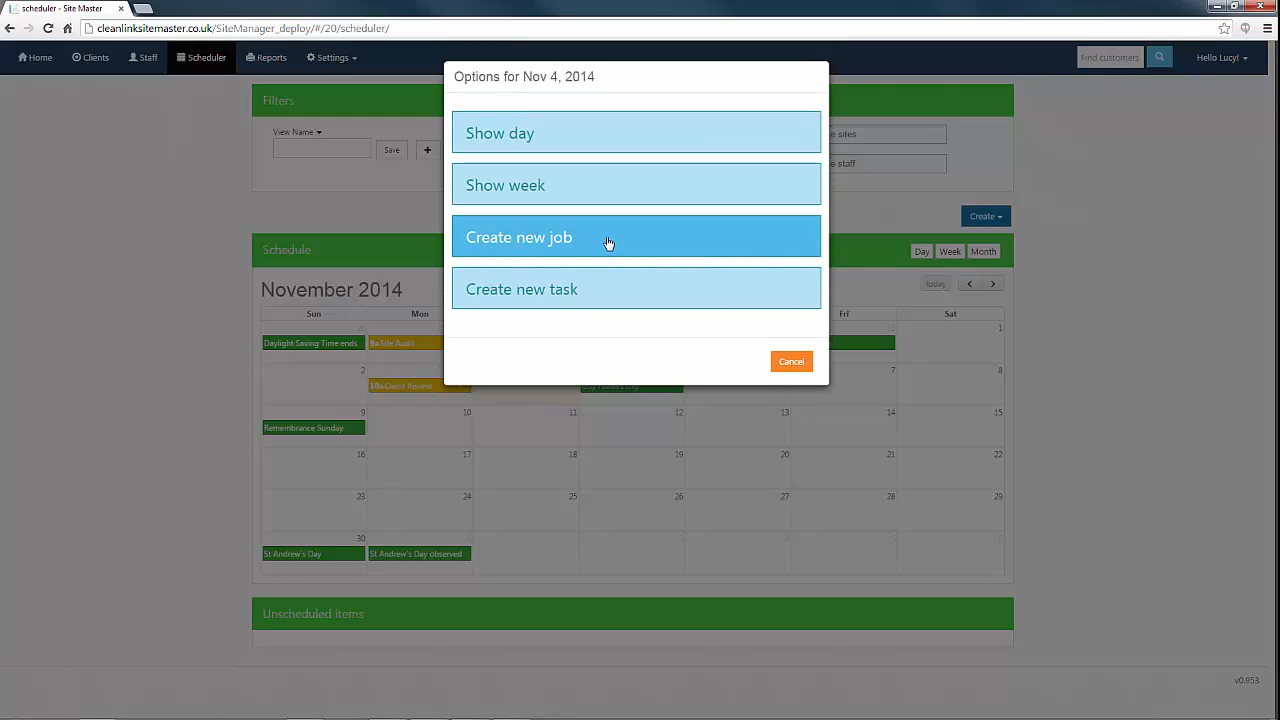 scheduler - Site Master
cleanlinksitemaster.co.uk/SiteManager_deploy/#/20/scheduler/
Home Clients Staff Scheduler Reports Settings Find customers Hello Lucy!
Options for Nov 4, 2014
Show day
Show week
Create new job
Create new task
Cancel
Filters
View Name
Save +
e sites
e staff
Create
Schedule
Day Week Month
November 2014
today < >
Sun Mon Fri Sat
1
Daylight Saving Time ends 9a Site Audit
2 7 8
10a Client Review
9 10 11 12 13 14 15
Remembrance Sunday
16 17 18 19 20 21 22
23 24 25 26 27 28 29
30
St Andrew's Day St Andrew's Day observed
Unscheduled items
v0.953